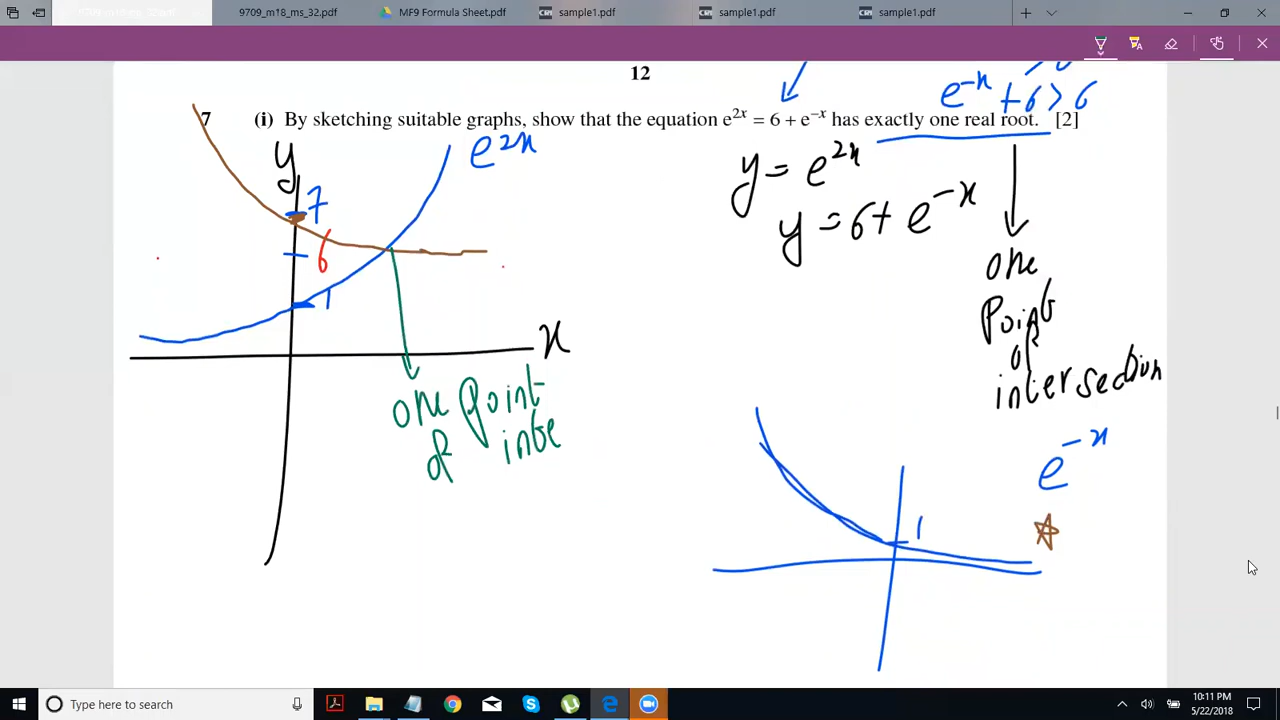 9709-m18ms_32.pdf
9709_m18_ms_32.pdf
MF9 Formula Sheet.pdf
sample1.pdf
sample1.pdf
sample1.pdf
12
e^-x + 6 > 6
7 (i) By sketching suitable graphs, show that the equation e^2x = 6 + e^-x has exactly one real root. [2]
y
e^2x
7
6
1
x
one point
of inte
y = e^2x
y = 6 + e^-x
one
Point
of
intersection
e^-x
1
Type here to search
10:11 PM
5/22/2018